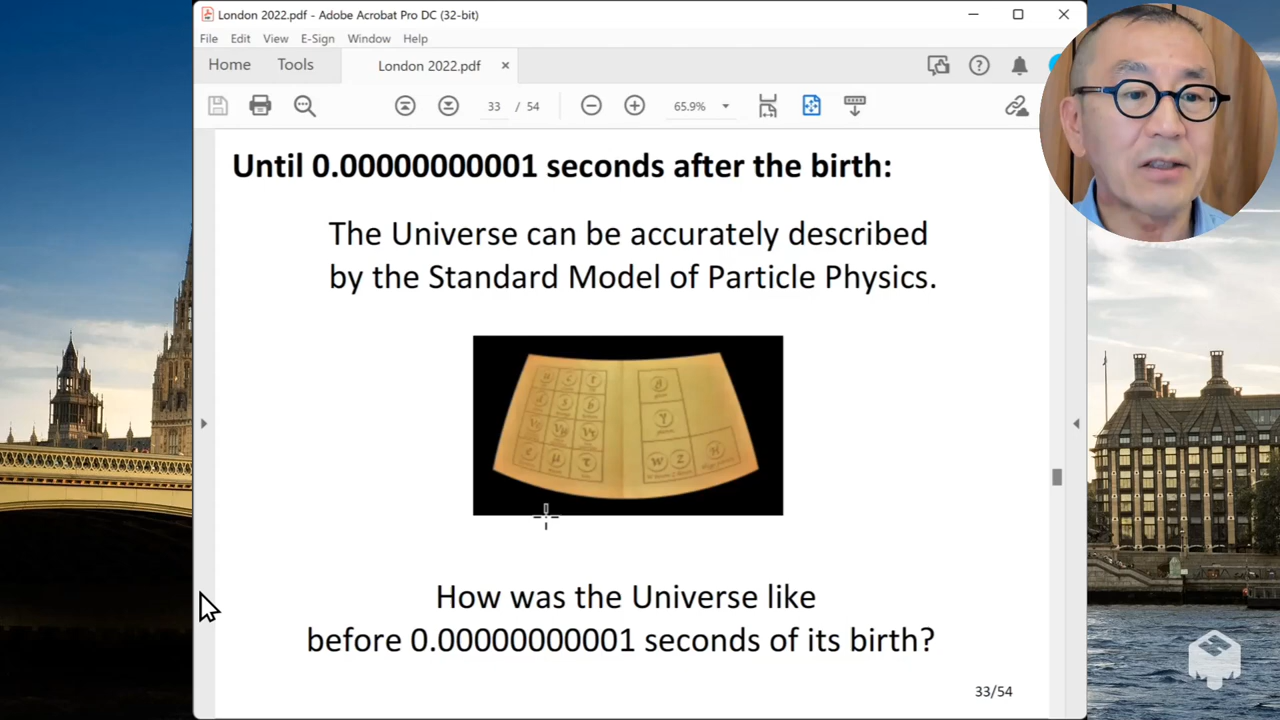 London 2022.pdf - Adobe Acrobat Pro DC (32-bit)
File Edit View E-Sign Window Help
Home Tools London 2022.pdf ×
33 / 54 65.9%
Until 0.00000000001 seconds after the birth:
The Universe can be accurately described
by the Standard Model of Particle Physics.
u c t g
d s b γ
W Z H
e μ τ
How was the Universe like
before 0.00000000001 seconds of its birth?
33/54